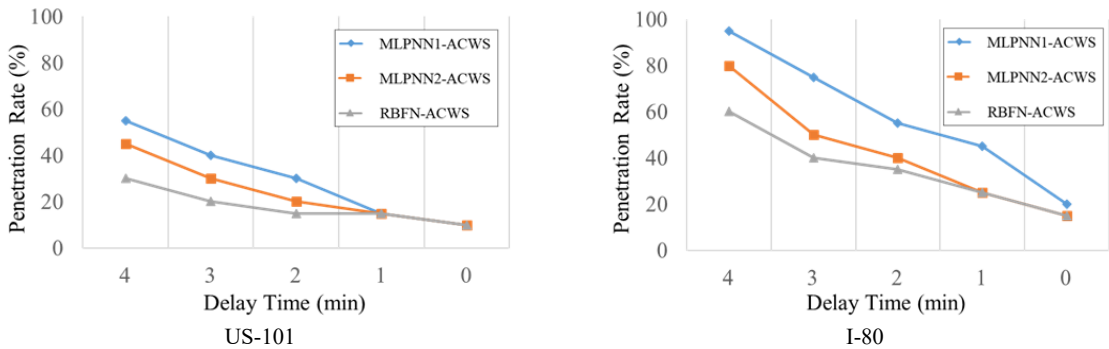 Penetration Rate (%)
100
80
60
40
20
0
MLPNN1-ACWS
MLPNN2-ACWS
RBFN-ACWS
4 3 2 1 0
Delay Time (min)
US-101
Penetration Rate (%)
100
80
60
40
20
0
MLPNN1-ACWS
MLPNN2-ACWS
RBFN-ACWS
4 3 2 1 0
Delay Time (min)
I-80